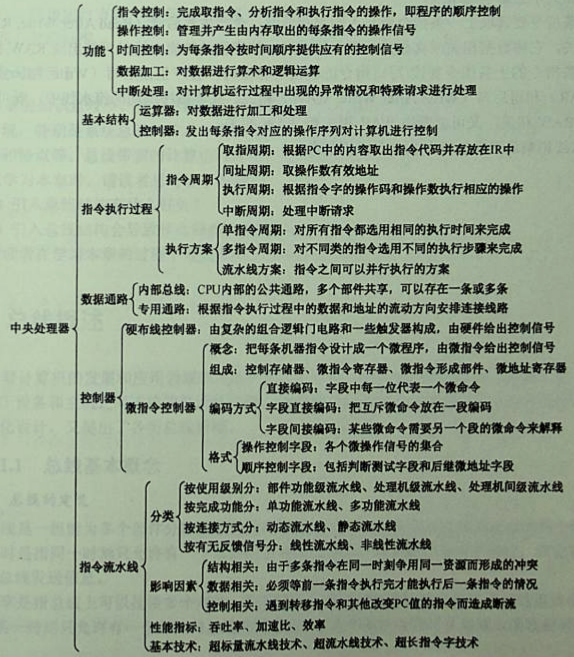 中央处理器
功能
指令控制：完成取指令、分析指令和执行指令的操作，即程序的顺序控制
操作控制：管理并产生由内存取出的每条指令的操作信号
时间控制：为每条指令按时间顺序提供应有的控制信号
数据加工：对数据进行算术和逻辑运算
中断处理：对计算机运行过程中出现的异常情况和特殊请求进行处理
基本结构
运算器：对数据进行加工和处理
控制器：发出每条指令对应的操作序列对计算机进行控制
指令执行过程
指令周期
取指周期：根据PC中的内容取出指令代码并存放在IR中
间址周期：取操作数有效地址
执行周期：根据指令字的操作码和操作数执行相应的操作
中断周期：处理中断请求
执行方案
单指令周期：对所有指令都选用相同的执行时间来完成
多指令周期：对不同类的指令选用不同的执行步骤来完成
流水线方案：指令之间可以并行执行的方案
数据通路
内部总线：CPU内部的公共通路，多个部件共享，可以存在一条或多条
专用通路：根据指令执行过程中的数据和地址的流动方向安排连接线路
控制器
硬布线控制器：由复杂的组合逻辑门电路和一些触发器构成，由硬件给出控制信号
微指令控制器
概念：把每条机器指令设计成一个微程序，由微指令给出控制信号
组成：控制存储器、微指令寄存器、微指令形成部件、微地址寄存器
编码方式
直接编码：字段中每一位代表一个微命令
字段直接编码：把互斥微命令放在一段编码
字段间接编码：某些微命令需要另一个段的微命令来解释
格式
操作控制字段：各个微操作信号的集合
顺序控制字段：包括判断测试字段和后继微地址字段
指令流水线
分类
按使用级别分：部件功能级流水线、处理机级流水线、处理机间级流水线
按完成功能分：单功能流水线、多功能流水线
按连接方式分：动态流水线、静态流水线
按有无反馈信号分：线性流水线、非线性流水线
影响因素
结构相关：由于多条指令在同一时刻争用同一资源而形成的冲突
数据相关：必须等前一条指令执行完才能执行后一条指令的情况
控制相关：遇到转移指令和其他改变PC值的指令而造成断流
性能指标：吞吐率、加速比、效率
基本技术：超标量流水线技术、超流水线技术、超长指令字技术